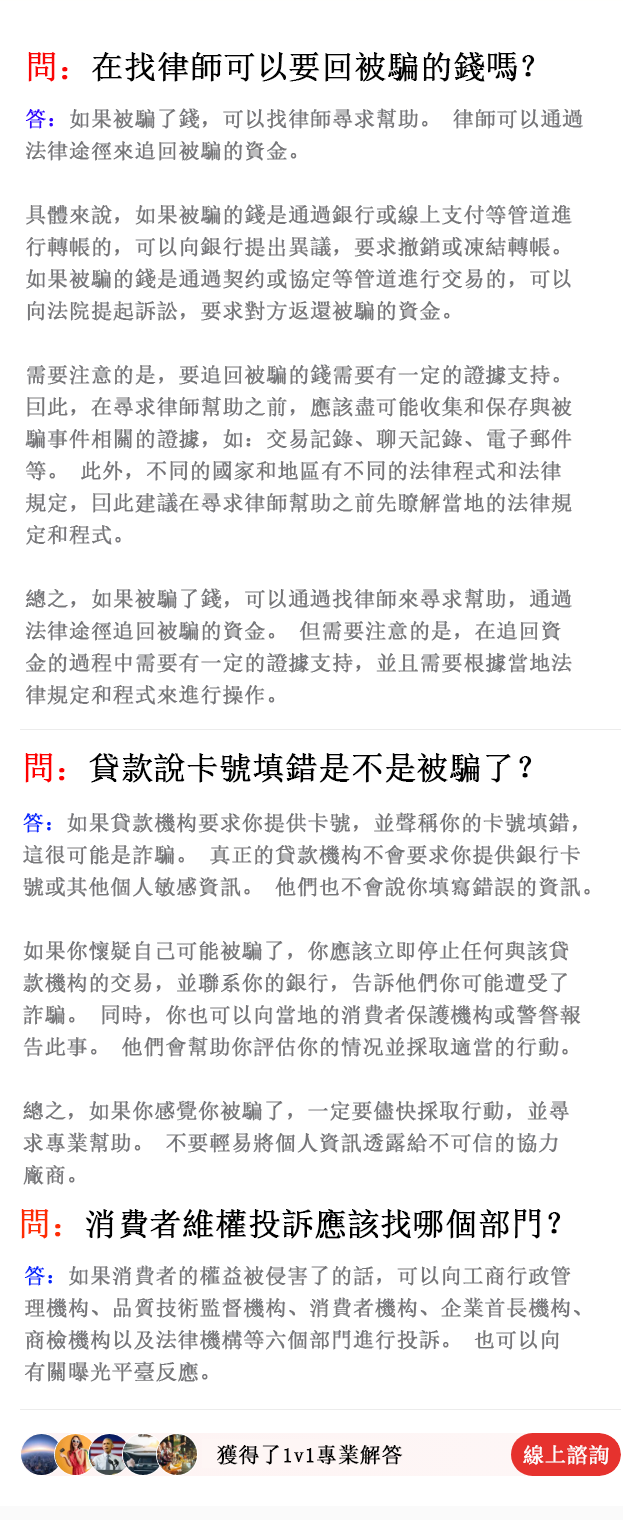 問：在找律師可以要回被騙的錢嗎？
答：如果被騙了錢，可以找律師尋求幫助。 律師可以通過
法律途徑來追回被騙的資金。
具體來說，如果被騙的錢是通過銀行或線上支付等管道進
行轉帳的，可以向銀行提出異議，要求撤銷或凍結轉帳。
如果被騙的錢是通過契约或協定等管道進行交易的，可以
向法院提起訴訟，要求對方返還被騙的資金。
需要注意的是，要追回被騙的錢需要有一定的證據支持。
囙此，在尋求律師幫助之前，應該盡可能收集和保存與被
騙事件相關的證據，如：交易記錄、聊天記錄、電子郵件
等。 此外，不同的國家和地區有不同的法律程式和法律
規定，囙此建議在尋求律師幫助之前先瞭解當地的法律規
定和程式。
總之，如果被騙了錢，可以通過找律師來尋求幫助，通過
法律途徑追回被騙的資金。 但需要注意的是，在追回資
金的過程中需要有一定的證據支持，並且需要根據當地法
律規定和程式來進行操作。
問：貸款說卡號填錯是不是被騙了？
答：如果貸款機构要求你提供卡號，並聲稱你的卡號填錯，
這很可能是詐騙。 真正的貸款機构不會要求你提供銀行卡
號或其他個人敏感資訊。 他們也不會說你填寫錯誤的資訊。
如果你懷疑自己可能被騙了，你應該立即停止任何與該貸
款機构的交易，並聯系你的銀行，告訴他們你可能遭受了
詐騙。 同時，你也可以向當地的消費者保護機构或警詧報
告此事。 他們會幫助你評估你的情况並採取適當的行動。
總之，如果你感覺你被騙了，一定要儘快採取行動，並尋
求專業幫助。 不要輕易將個人資訊透露給不可信的協力
廠商。
問：消費者維權投訴應該找哪個部門？
答：如果消費者的權益被侵害了的話，可以向工商行政管
理機构、品質技術監督機构、消費者機构、企業首長機构、
商檢機构以及法律機構等六個部門進行投訴。 也可以向
有關曝光平臺反應。
獲得了1v1專業解答
線上諮詢